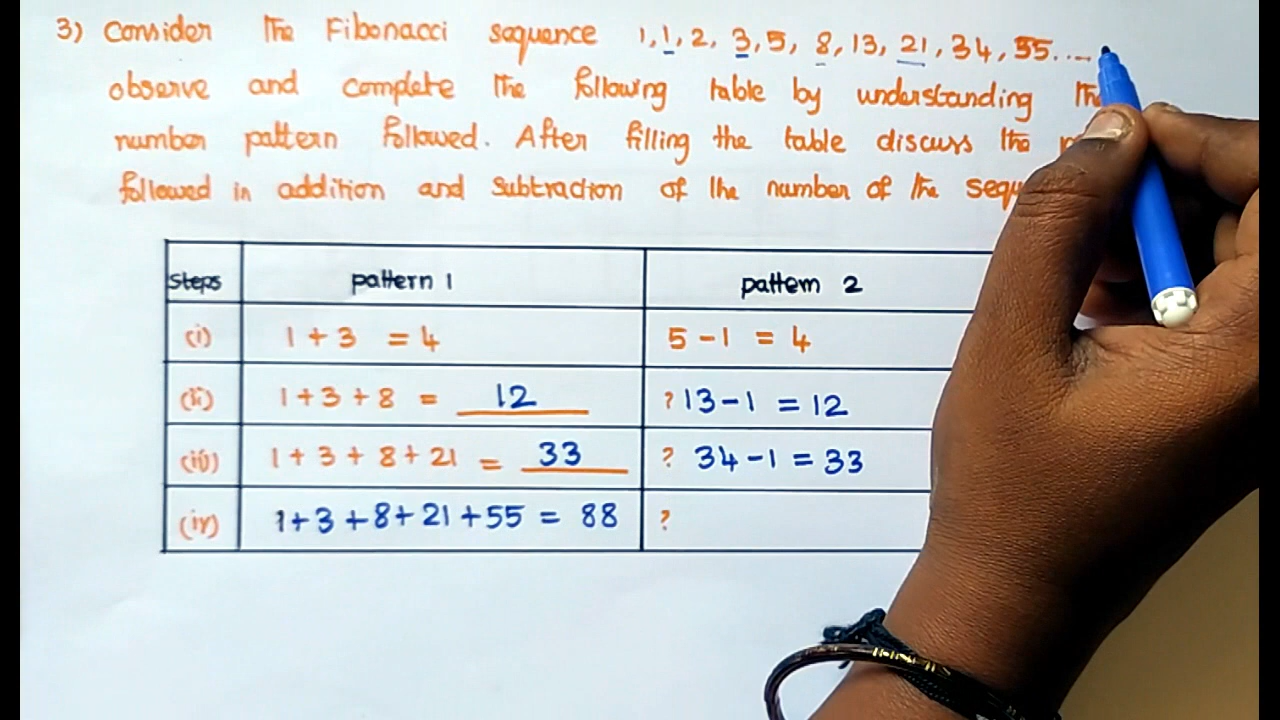 3) Consider the Fibonacci sequence 1, 1, 2, 3, 5, 8, 13, 21, 34, 55.....
observe and complete the following table by understanding the
number pattern followed. After filling the table discuss the
followed in addition and subtraction of the number of the
steps pattern 1 pattern 2
(i) 1 + 3 = 4 5 - 1 = 4
(ii) 1 + 3 + 8 = 12 ? 13 - 1 = 12
(iii) 1 + 3 + 8 + 21 = 33 ? 34 - 1 = 33
(iv) 1 + 3 + 8 + 21 + 55 = 88 ?